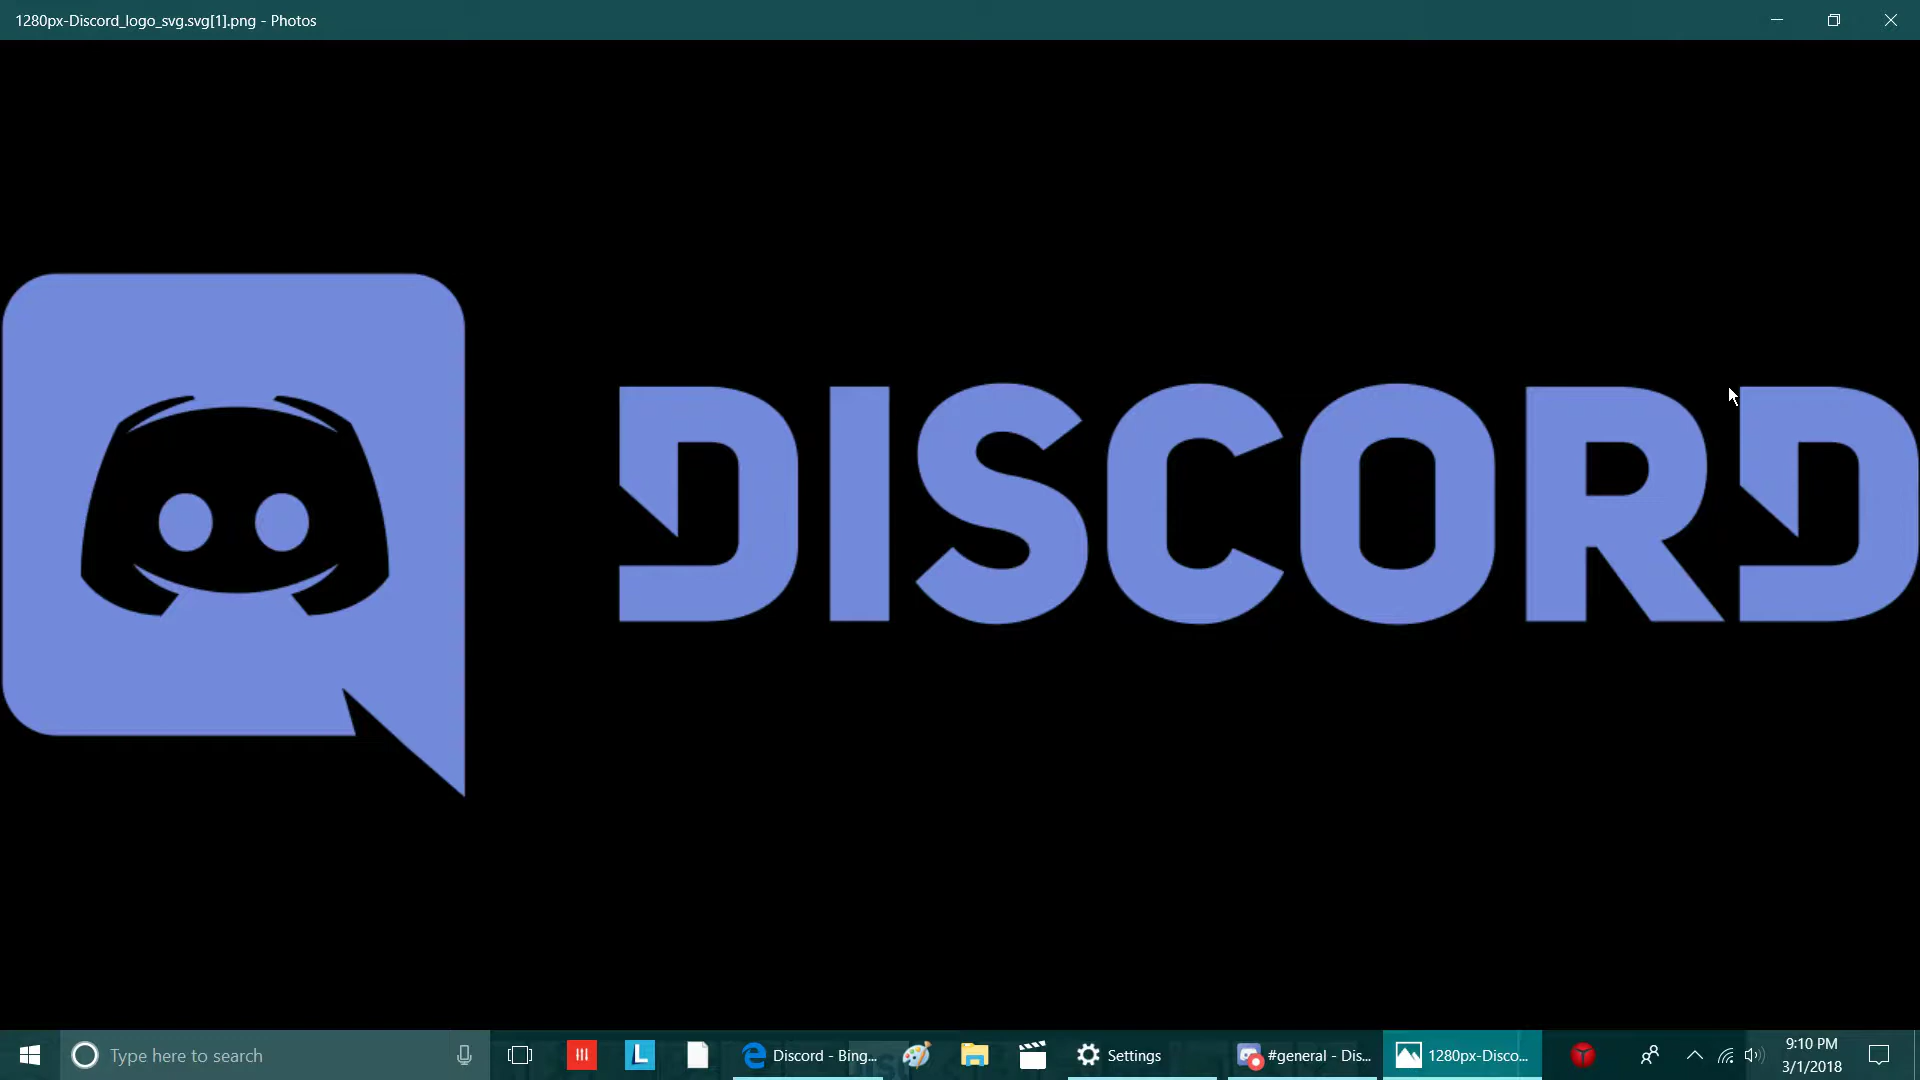 1280px-Discord_logo_svg.svg[1].png - Photos
DISCORD
Type here to search
L
Discord - Bing...
Settings
#general - Dis...
1280px-Disco...
9:10 PM
3/1/2018